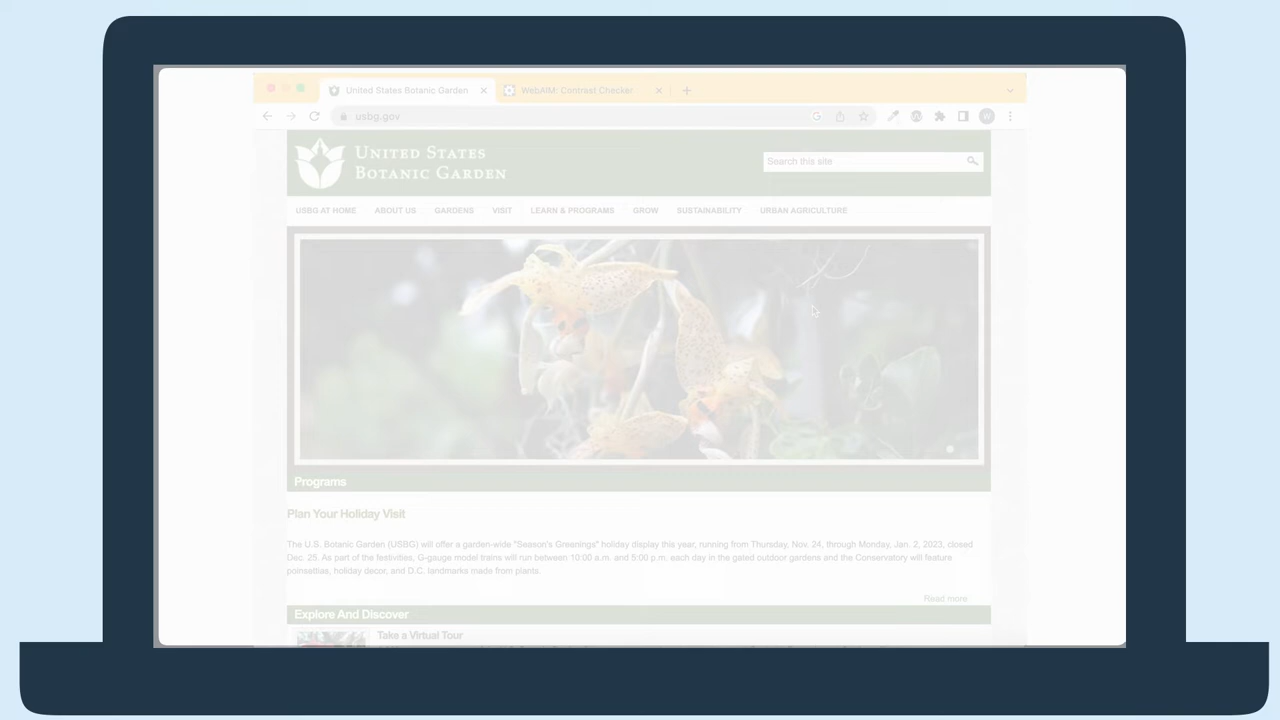 United States Botanic Garden
WebAIM: Contrast Checker
usbg.gov
W
UNITED STATES
BOTANIC GARDEN
Search this site
USBG AT HOME ABOUT US GARDENS VISIT LEARN & PROGRAMS GROW SUSTAINABILITY URBAN AGRICULTURE
Programs
Plan Your Holiday Visit
The U.S. Botanic Garden (USBG) will offer a garden-wide "Season's Greenings" holiday display this year, running from Thursday, Nov. 24, through Monday, Jan. 2, 2023, closed
Dec. 25. As part of the festivities, G-gauge model trains will run between 10:00 a.m. and 5:00 p.m. each day in the gated outdoor gardens and the Conservatory will feature
poinsettias, holiday decor, and D.C. landmarks made from plants.
Read more
Explore And Discover
Take a Virtual Tour